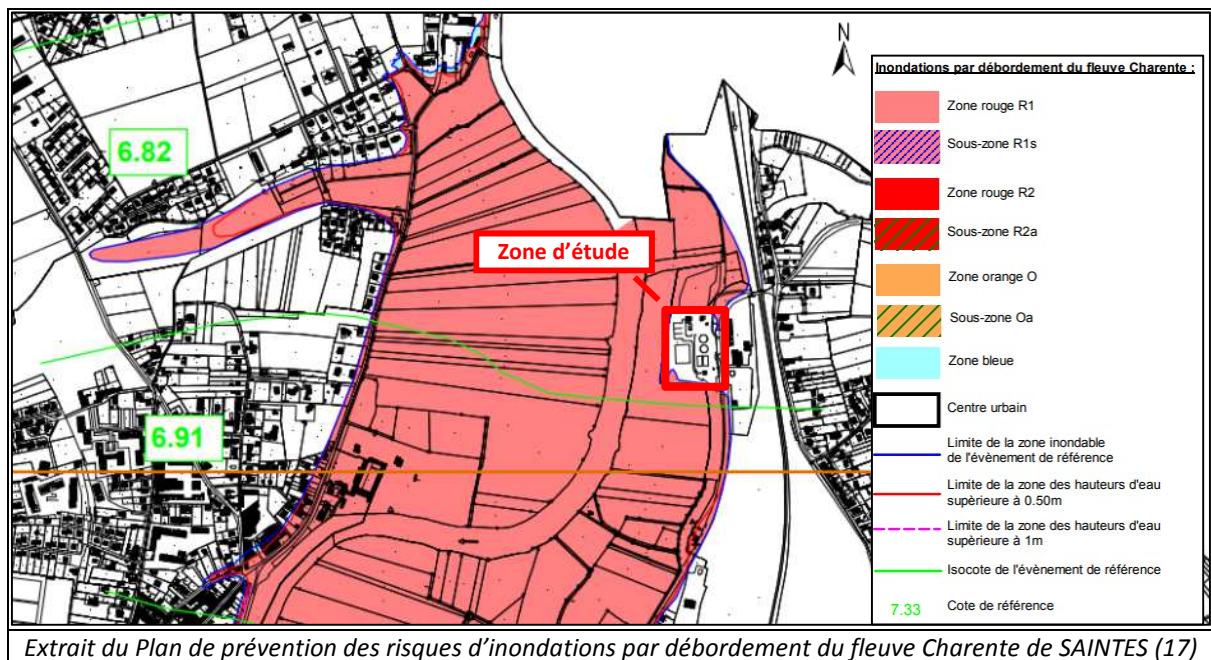 N
6.82
Zone d'étude
6.91
Inondations par débordement du fleuve Charente :
Zone rouge R1
Sous-zone R1s
Zone rouge R2
Sous-zone R2a
Zone orange O
Sous-zone Oa
Zone bleue
Centre urbain
Limite de la zone inondable
de l'évènement de référence
Limite de la zone des hauteurs d'eau
supérieure à 0.50m
Limite de la zone des hauteurs d'eau
supérieure à 1m
Isocote de l'évènement de référence
7.33 Cote de référence
Extrait du Plan de prévention des risques d'inondations par débordement du fleuve Charente de SAINTES (17)